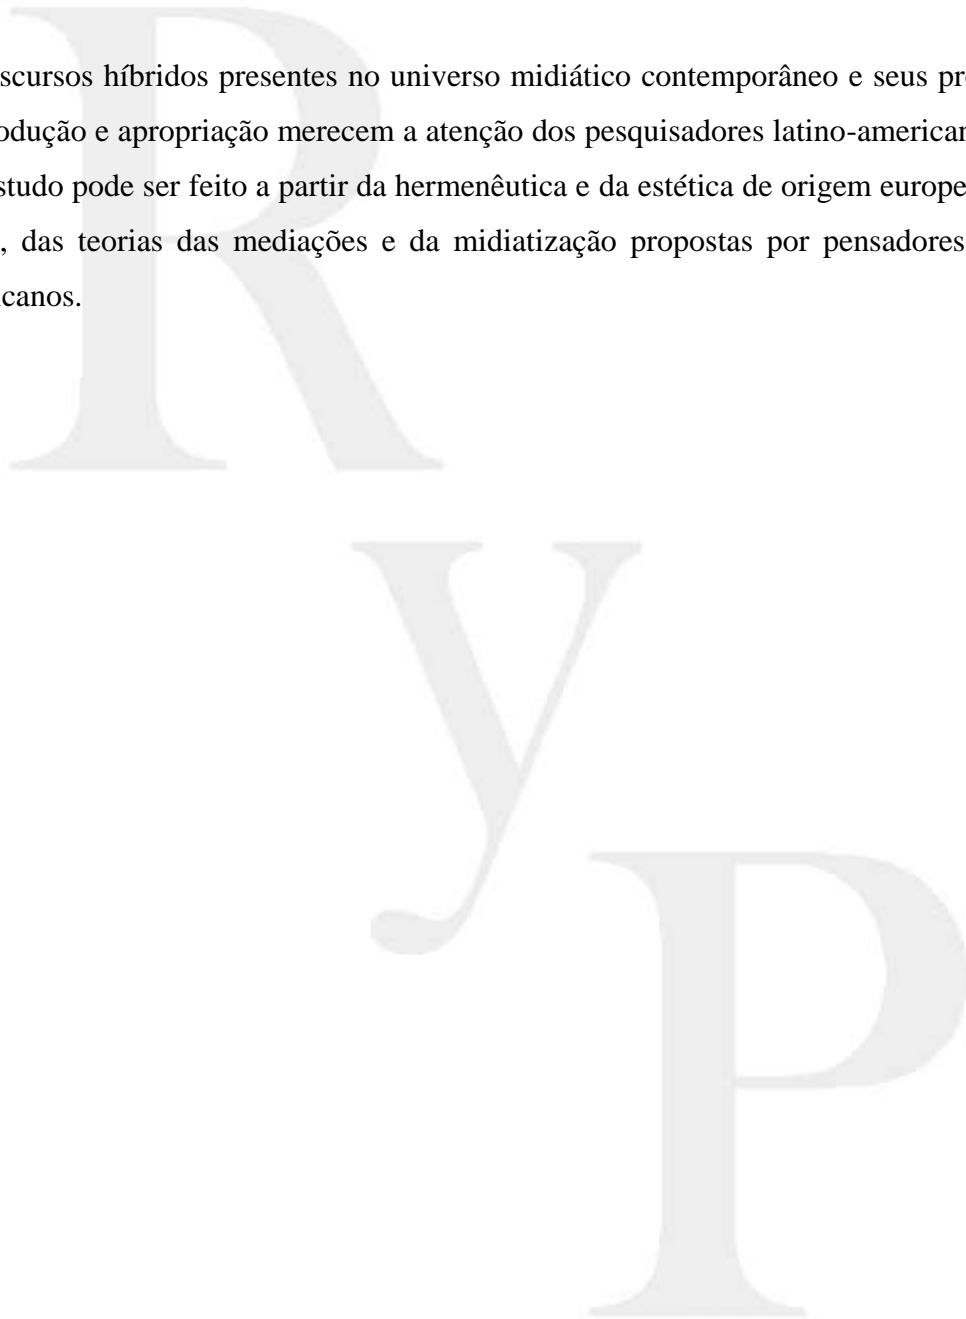 scursos híbridos presentes no universo midiático contemporâneo e seus pr
odução e apropriação merecem a atenção dos pesquisadores latino-american
studo pode ser feito a partir da hermenêutica e da estética de origem europe
, das teorias das mediações e da midiatização propostas por pensadores
canos.
R
y
P